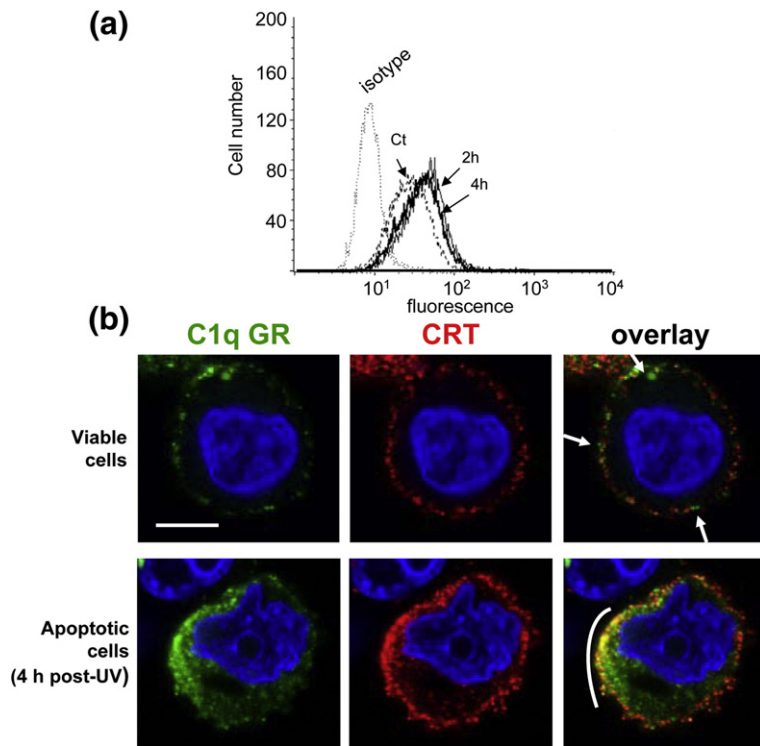 (a)
200
160
120
80
40
Cell number
isotype
Ct
2h
4h
10¹ 10² 10³ 10⁴
fluorescence
(b)
C1q GR CRT overlay
Viable
cells
Apoptotic
cells
(4 h post-UV)